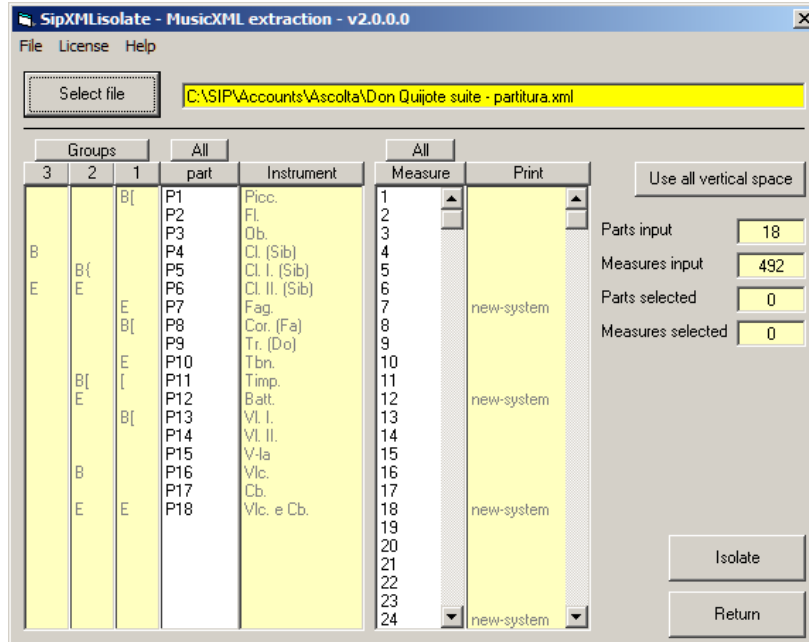 SipXMLisolate - MusicXML extraction - v2.0.0.0
File License Help
Select file C:\SIP\Accounts\Ascolta\Don Quijote suite - partitura.xml
Groups All All
3 2 1 part Instrument Measure Print
B[ P1 Picc. 1
P2 Fl. 2
P3 Ob. 3
B P4 Cl. (Sib) 4
B{ P5 Cl. I. (Sib) 5
E E P6 Cl. II. (Sib) 6
E P7 Fag. 7 new-system
B[ P8 Cor. (Fa) 8
P9 Tr. (Do) 9
E P10 Tbn. 10
B[ [ P11 Timp. 11
E P12 Batt. 12 new-system
B[ P13 Vl. I. 13
P14 Vl. II. 14
P15 V-la 15
B P16 Vlc. 16
P17 Cb. 17
E E P18 Vlc. e Cb. 18 new-system
19
20
21
22
23
24 new-system
Use all vertical space
Parts input 18
Measures input 492
Parts selected 0
Measures selected 0
Isolate
Return